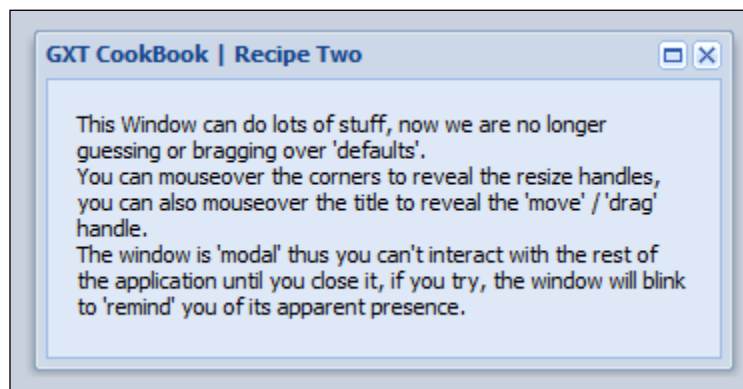 GXT CookBook | Recipe Two
This Window can do lots of stuff, now we are no longer
guessing or bragging over 'defaults'.
You can mouseover the corners to reveal the resize handles,
you can also mouseover the title to reveal the 'move' / 'drag'
handle.
The window is 'modal' thus you can't interact with the rest of
the application until you close it, if you try, the window will blink
to 'remind' you of its apparent presence.